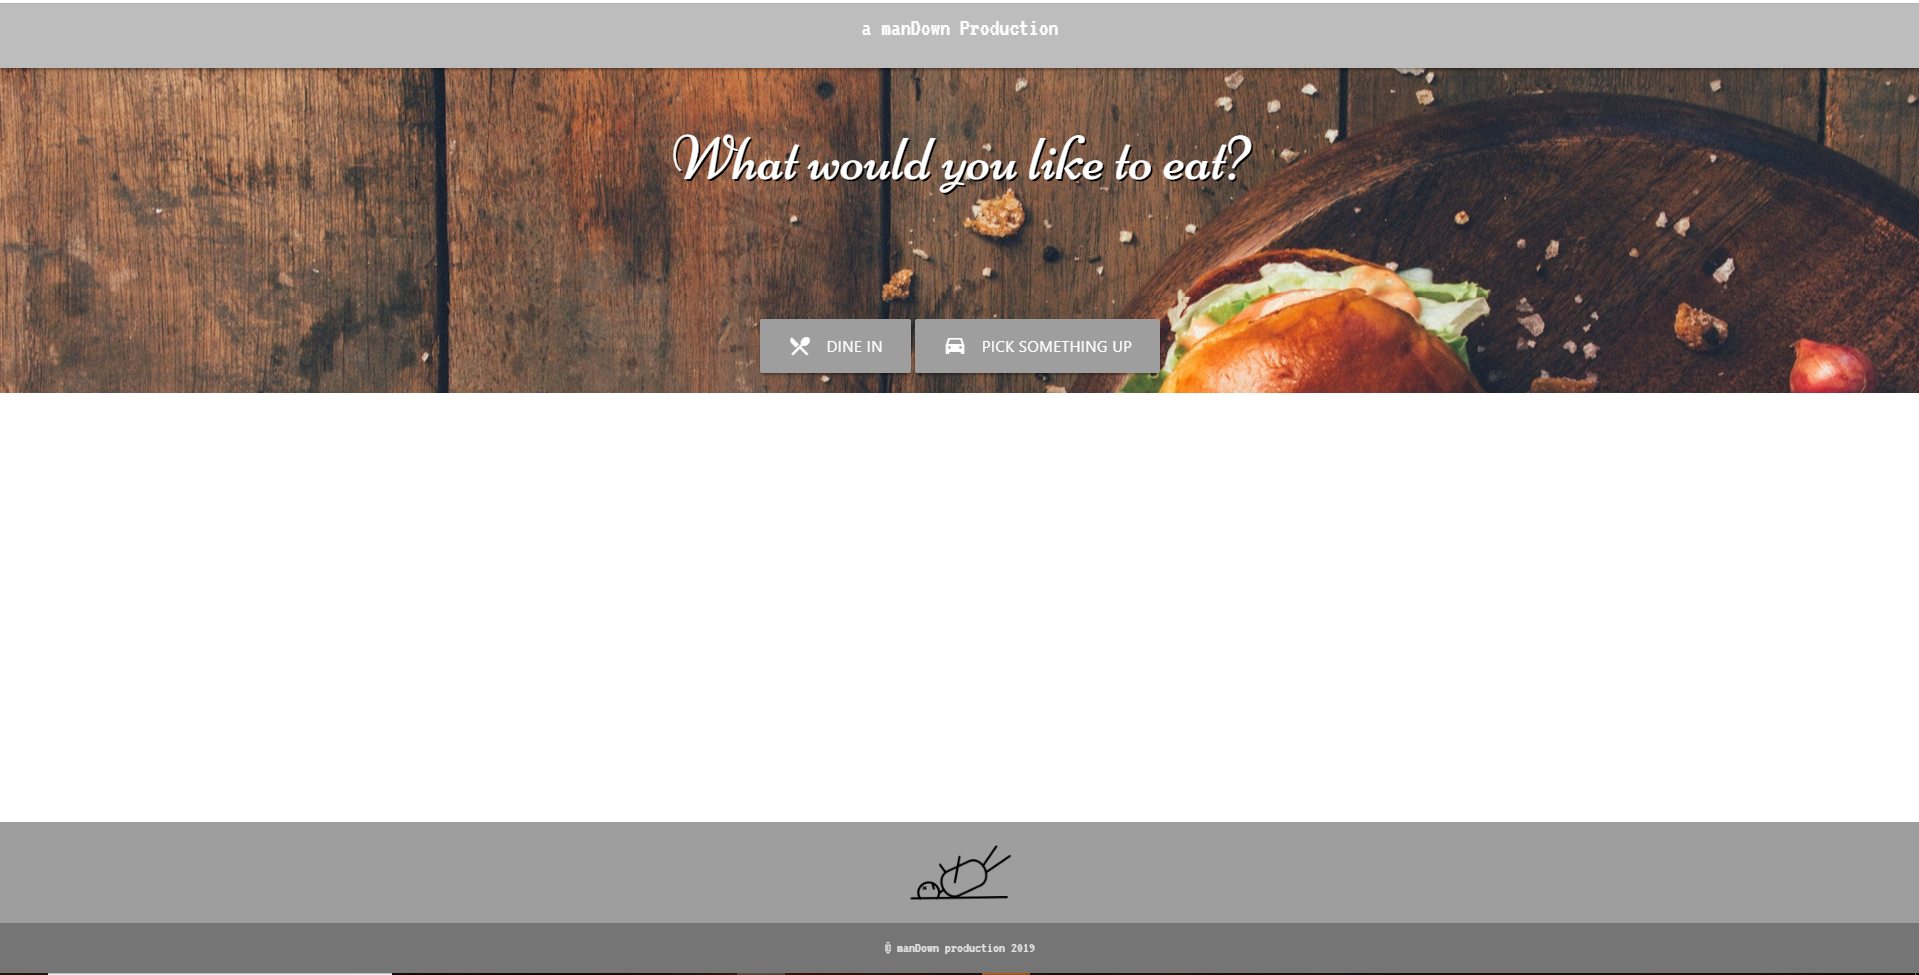 a manDown Production
What would you like to eat?
DINE IN
PICK SOMETHING UP
© manDown production 2019